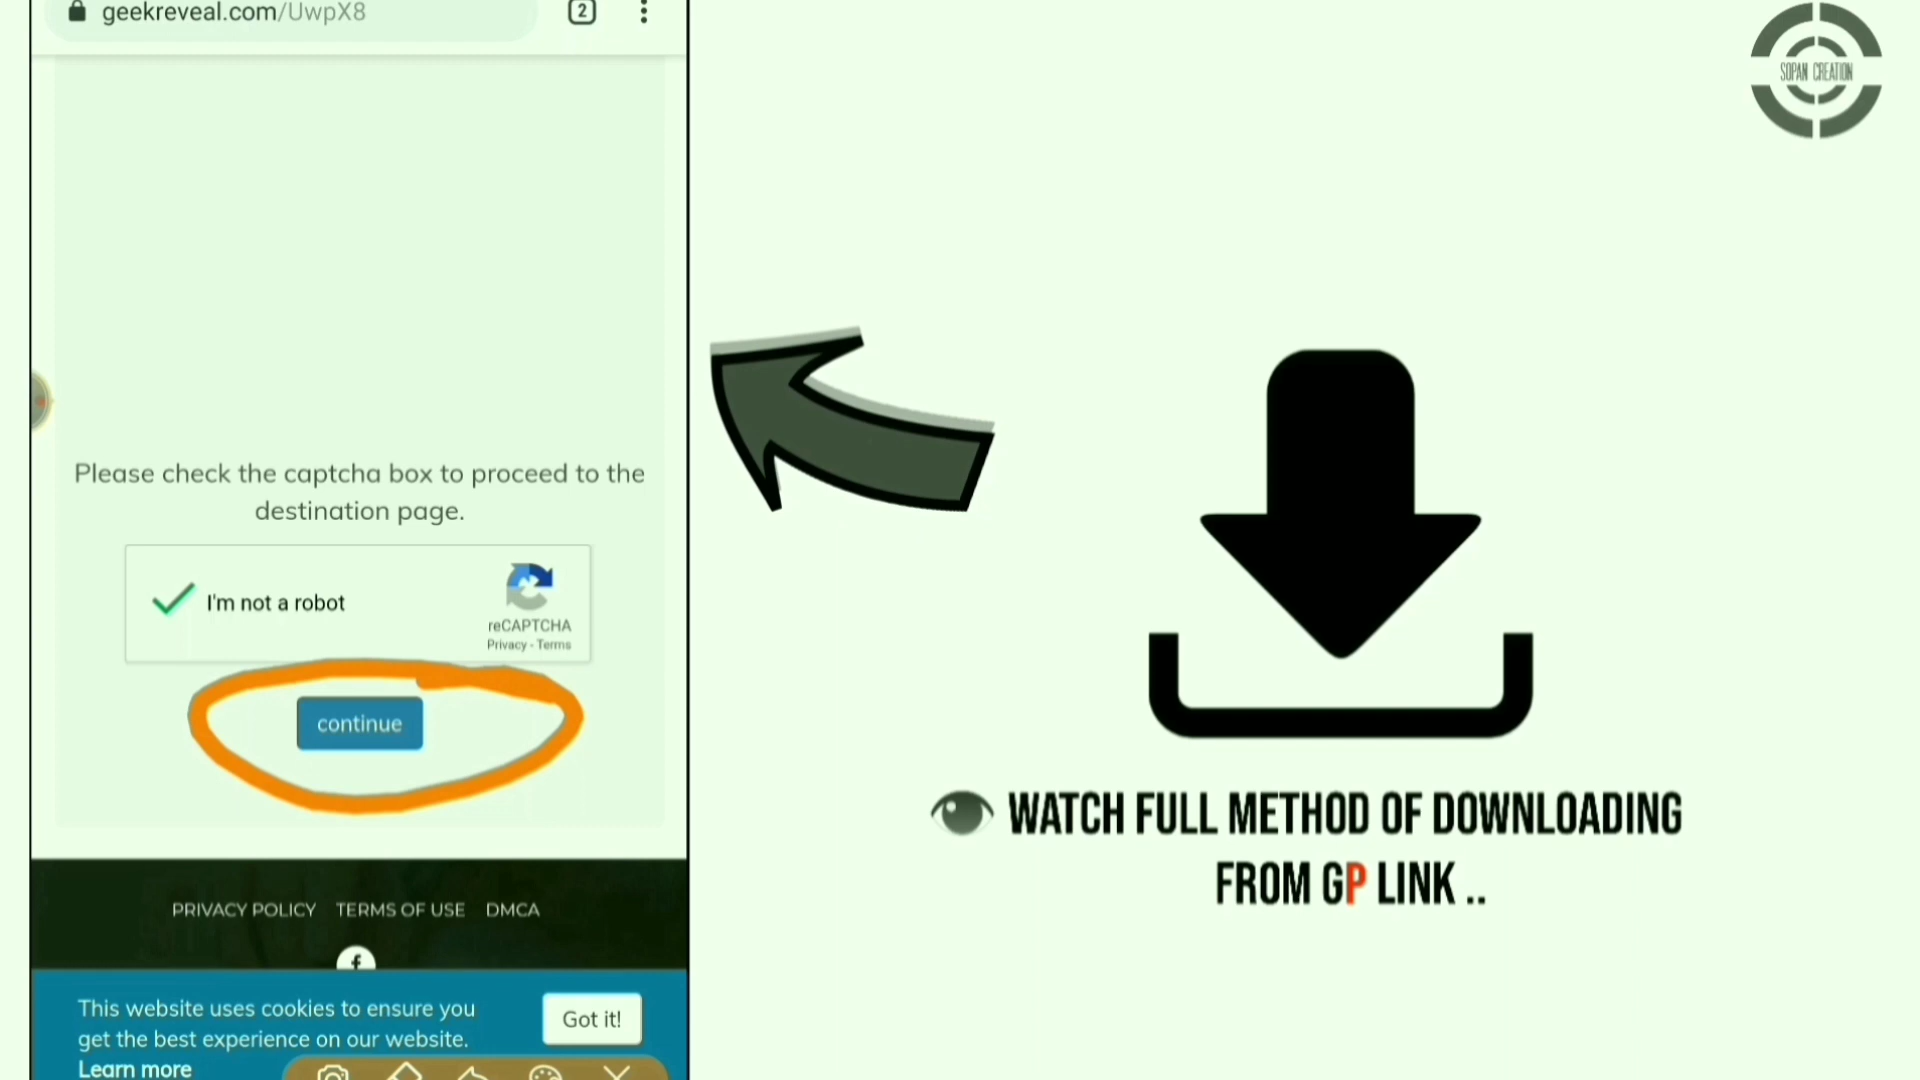 geekreveal.com/UwpX8
2
SOPAN CREATION
Please check the captcha box to proceed to the
destination page.
I'm not a robot
reCAPTCHA
Privacy - Terms
continue
WATCH FULL METHOD OF DOWNLOADING
FROM GP LINK ..
PRIVACY POLICY TERMS OF USE DMCA
f
This website uses cookies to ensure you
get the best experience on our website.
Learn more
Got it!